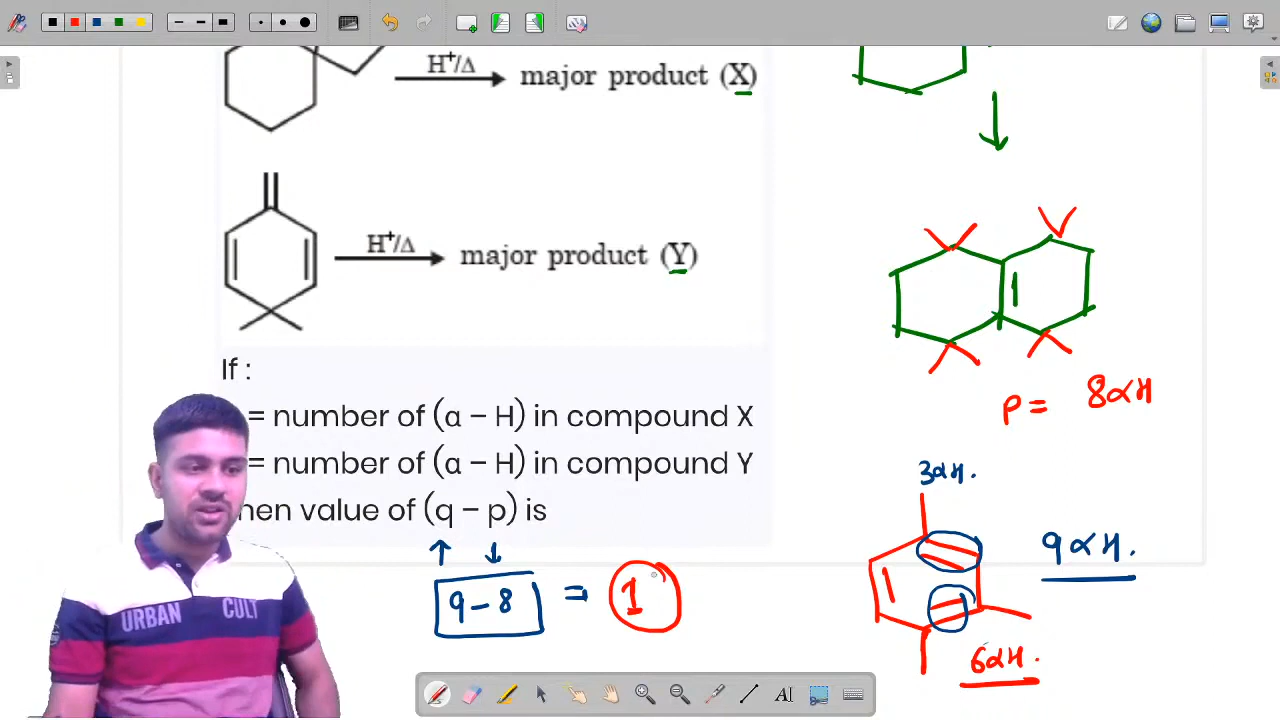 H⁺/Δ
major product (X)
H⁺/Δ
major product (Y)
If :
= number of (α – H) in compound X
= number of (α – H) in compound Y
hen value of (q – p) is
9 – 8 = 1
p = 8αH
3αH.
9αH.
6αH.
URBAN CULT
AI